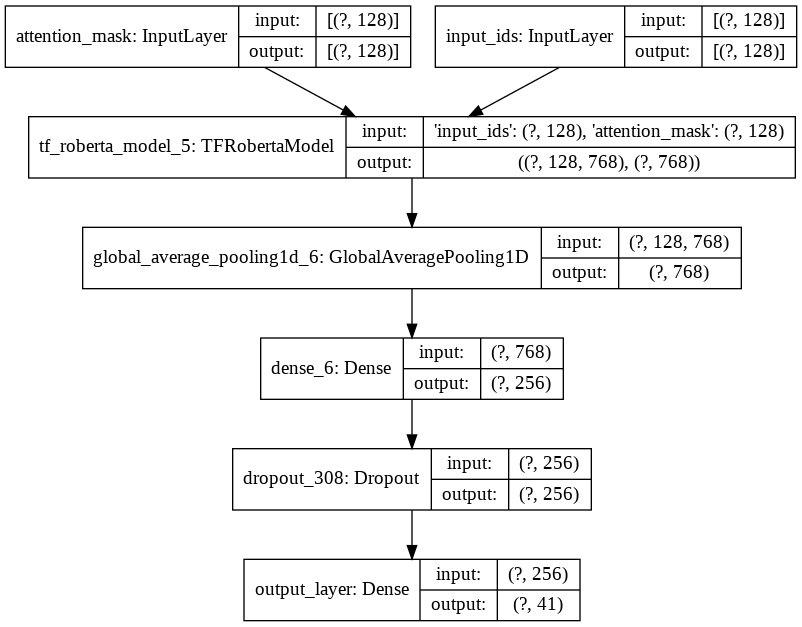 attention_mask: InputLayer
input: [(?, 128)]
output: [(?, 128)]
input_ids: InputLayer
input: [(?, 128)]
output: [(?, 128)]
tf_roberta_model_5: TFRobertaModel
input: 'input_ids': (?, 128), 'attention_mask': (?, 128)
output: ((?, 128, 768), (?, 768))
global_average_pooling1d_6: GlobalAveragePooling1D
input: (?, 128, 768)
output: (?, 768)
dense_6: Dense
input: (?, 768)
output: (?, 256)
dropout_308: Dropout
input: (?, 256)
output: (?, 256)
output_layer: Dense
input: (?, 256)
output: (?, 41)